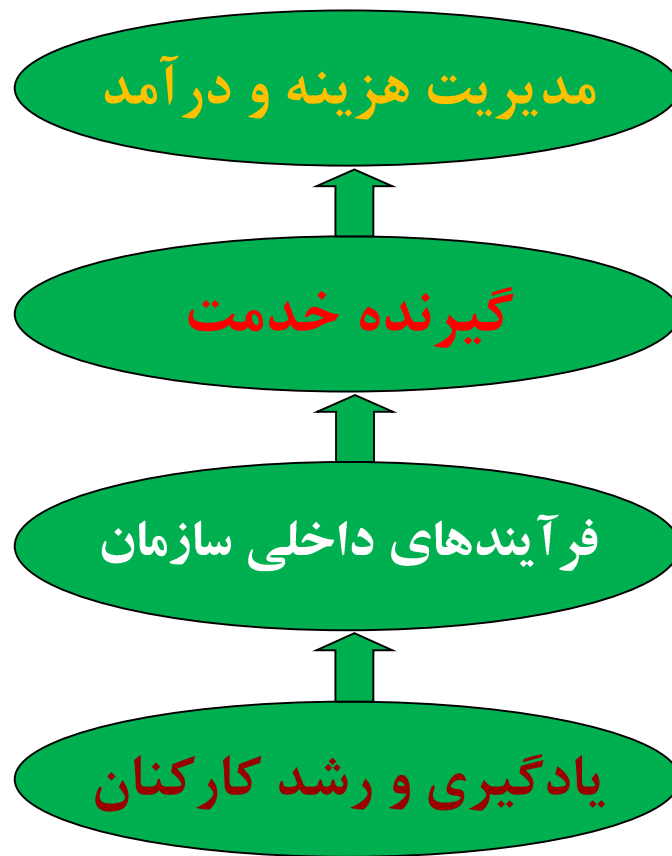 مدیریت هزینه و درآمد
گیرنده خدمت
فرآیندهای داخلی سازمان
یادگیری و رشد کارکنان